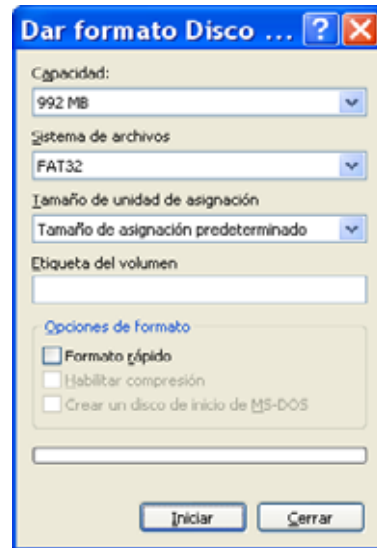 Dar formato Disco ...
Capacidad:
992 MB
Sistema de archivos
FAT32
Tamaño de unidad de asignación
Tamaño de asignación predeterminado
Etiqueta del volumen
Opciones de formato
Formato rápido
Habilitar compresión
Crear un disco de inicio de MS-DOS
Iniciar Cerrar